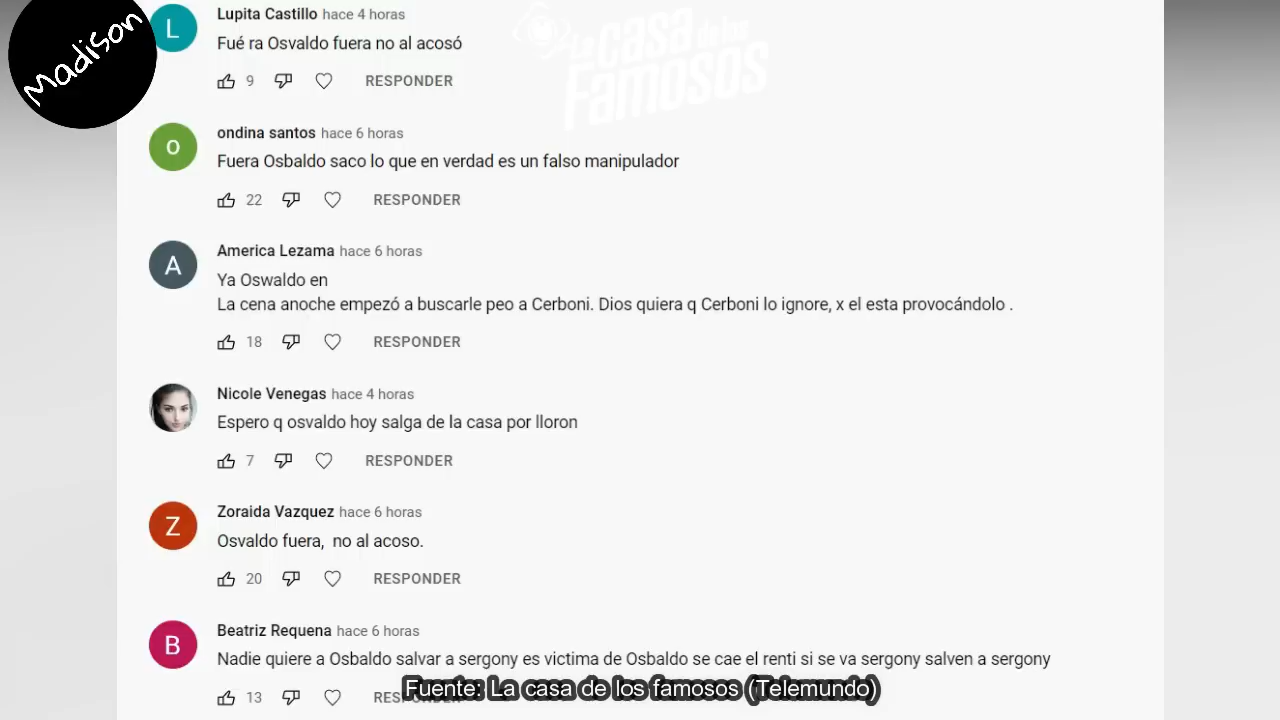 Madison
La casa de los
Famosos
L
Lupita Castillo hace 4 horas
Fué ra Osvaldo fuera no al acosó
9 RESPONDER
o
ondina santos hace 6 horas
Fuera Osbaldo saco lo que en verdad es un falso manipulador
22 RESPONDER
A
America Lezama hace 6 horas
Ya Oswaldo en
La cena anoche empezó a buscarle peo a Cerboni. Dios quiera q Cerboni lo ignore, x el esta provocándolo .
18 RESPONDER
Nicole Venegas hace 4 horas
Espero q osvaldo hoy salga de la casa por lloron
7 RESPONDER
Z
Zoraida Vazquez hace 6 horas
Osvaldo fuera, no al acoso.
20 RESPONDER
B
Beatriz Requena hace 6 horas
Nadie quiere a Osbaldo salvar a sergony es victima de Osbaldo se cae el renti si se va sergony salven a sergony
13 RESPONDER
Fuente: La casa de los famosos (Telemundo)